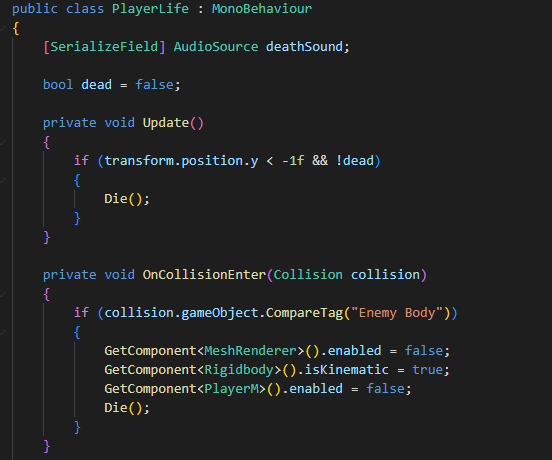 public class PlayerLife : MonoBehaviour
{
    [SerializeField] AudioSource deathSound;
    bool dead = false;
    private void Update()
    {
        if (transform.position.y < -1f && !dead)
        {
            Die();
        }
    }
    private void OnCollisionEnter(Collision collision)
    {
        if (collision.gameObject.CompareTag("Enemy Body"))
        {
            GetComponent<MeshRenderer>().enabled = false;
            GetComponent<Rigidbody>().isKinematic = true;
            GetComponent<PlayerM>().enabled = false;
            Die();
        }
    }